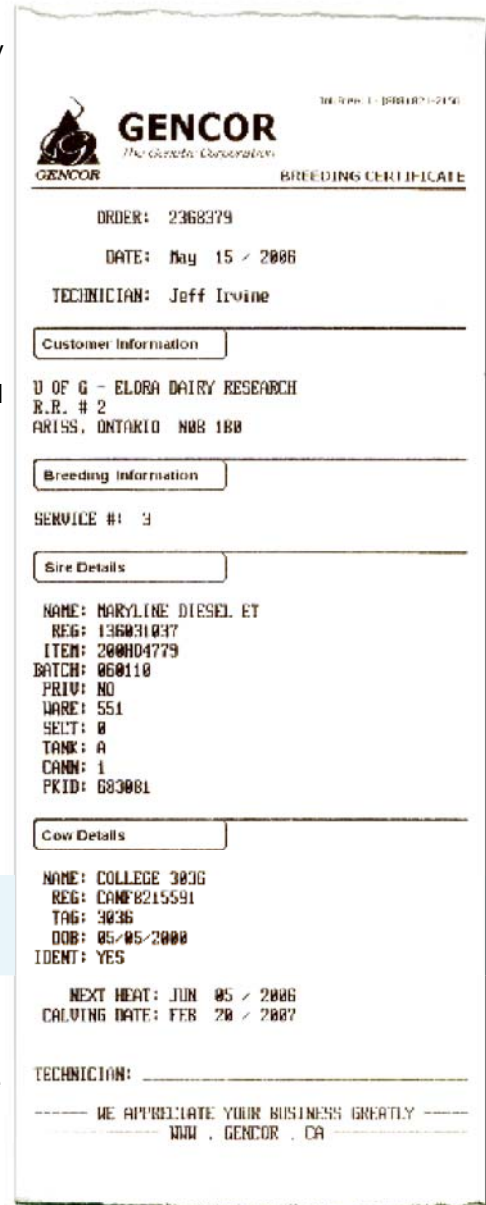 GENCOR
The Genetic Corporation
GENCOR
BREEDING CERTIFICATE
ORDER: 2368379
DATE: May 15 / 2006
TECHNICIAN: Jeff Irvine
Customer Information
U OF G - ELORA DAIRY RESEARCH
R.R. # 2
ARISS, ONTARIO N0B 1B0
Breeding Information
SERVICE #: 3
Sire Details
NAME: MARYLINE DIESEL ET
REG: 136031037
ITEM: 200HO4779
BATCH: 060110
PRIV: NO
WARE: 551
SECT: 0
TANK: A
CANN: 1
PKID: 683081
Cow Details
NAME: COLLEGE 3036
REG: CANF8215591
TAG: 3036
DOB: 05/05/2000
IDENT: YES
NEXT HEAT: JUN 05 / 2006
CALVING DATE: FEB 20 / 2007
TECHNICIAN:
WE APPRECIATE YOUR BUSINESS GREATLY
WWW . GENCOR . CA